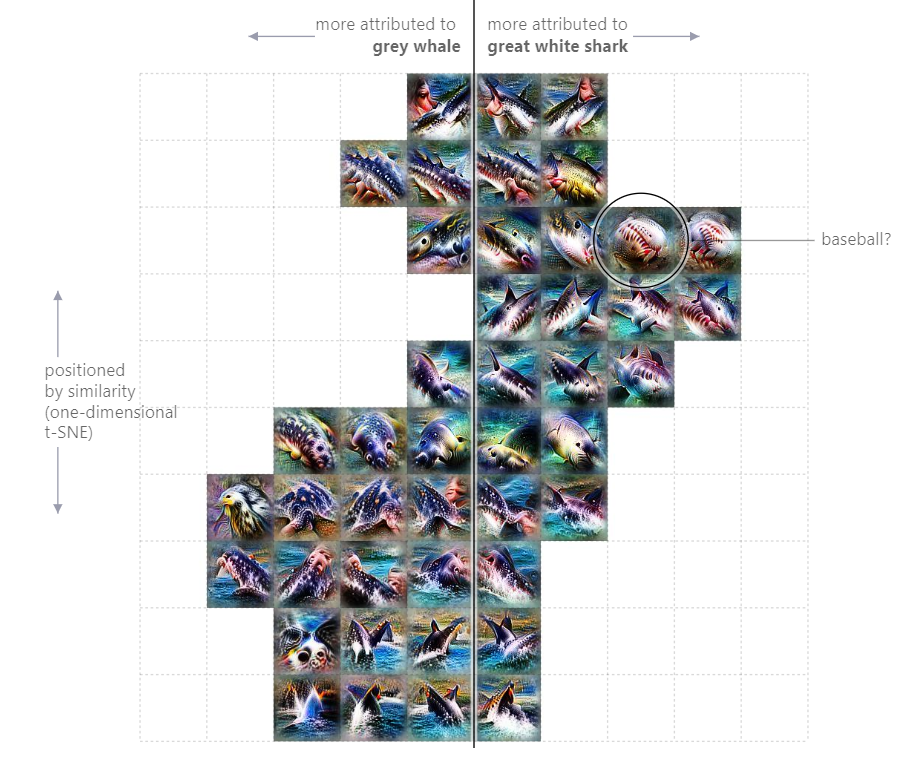 more attributed to
grey whale
more attributed to
great white shark
baseball?
positioned
by similarity
(one-dimensional
t-SNE)